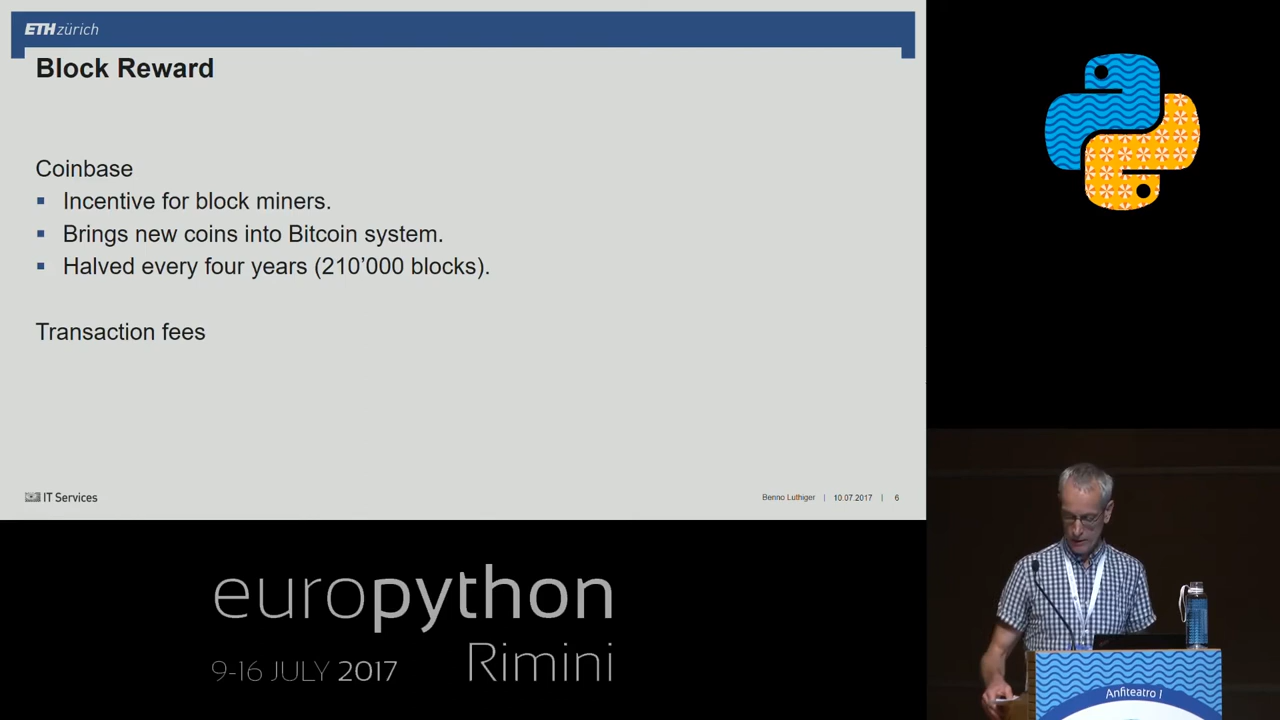 ETH zürich
Block Reward
Coinbase
Incentive for block miners.
Brings new coins into Bitcoin system.
Halved every four years (210’000 blocks).
Transaction fees
IT Services
Benno Luthiger | 10.07.2017 | 6
europython
9-16 JULY 2017
Rimini
Anfiteatro I